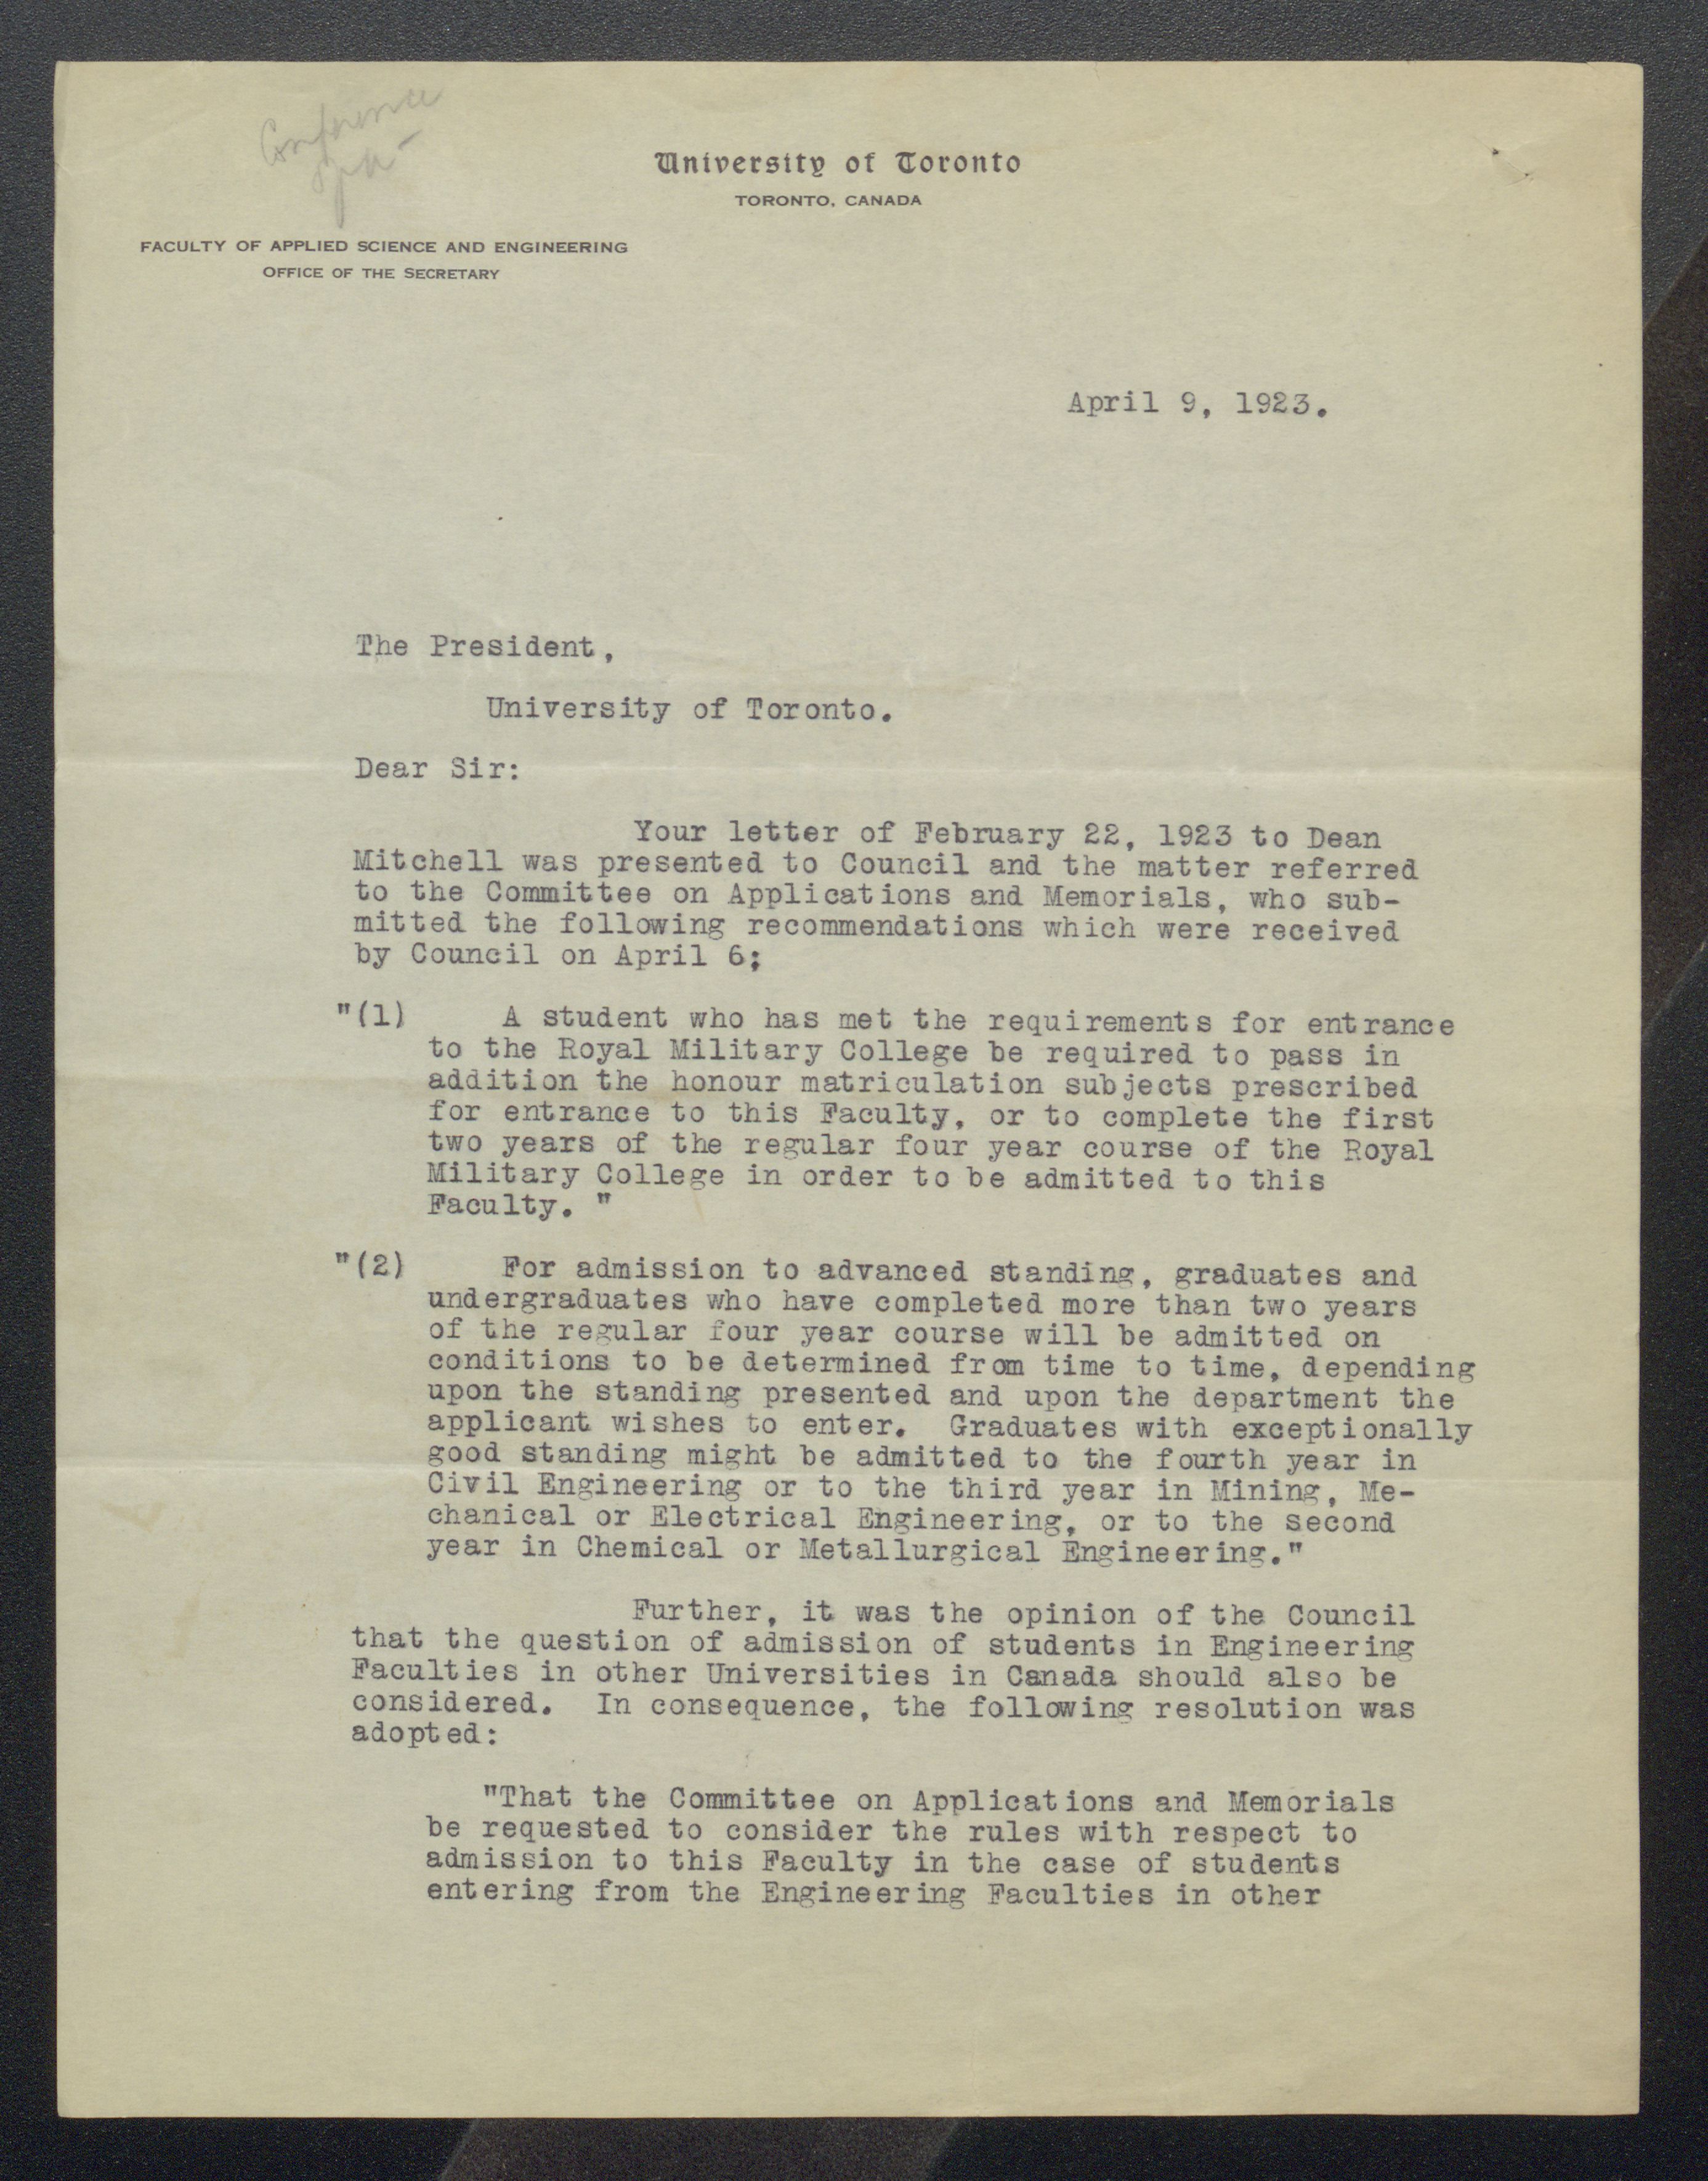 Conference
University of Toronto
TORONTO, CANADA
FACULTY OF APPLIED SCIENCE AND ENGINEERING
OFFICE OF THE SECRETARY
April 9, 1923.
The President,
University of Toronto.
Dear Sir:
Your letter of February 22, 1923 to Dean
Mitchell was presented to Council and the matter referred
to the Committee on Applications and Memorials, who sub-
mitted the following recommendations which were received
by Council on April 6:
"(1) A student who has met the requirements for entrance
to the Royal Military College be required to pass in
addition the honour matriculation subjects prescribed
for entrance to this Faculty, or to complete the first
two years of the regular four year course of the Royal
Military College in order to be admitted to this
Faculty. "
"(2) For admission to advanced standing, graduates and
undergraduates who have completed more than two years
of the regular four year course will be admitted on
conditions to be determined from time to time, depending
upon the standing presented and upon the department the
applicant wishes to enter. Graduates with exceptionally
good standing might be admitted to the fourth year in
Civil Engineering or to the third year in Mining, Me-
chanical or Electrical Engineering, or to the second
year in Chemical or Metallurgical Engineering."
Further, it was the opinion of the Council
that the question of admission of students in Engineering
Faculties in other Universities in Canada should also be
considered. In consequence, the following resolution was
adopted:
"That the Committee on Applications and Memorials
be requested to consider the rules with respect to
admission to this Faculty in the case of students
entering from the Engineering Faculties in other